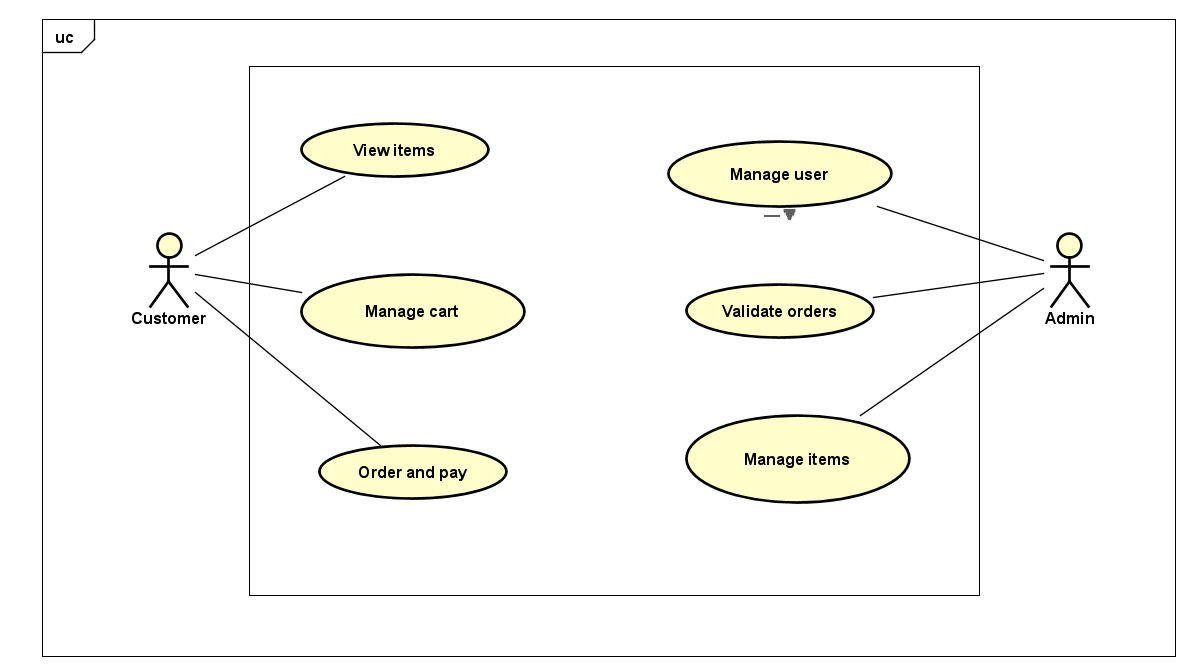 uc
View items
Manage user
Manage cart
Validate orders
Customer
Admin
Order and pay
Manage items